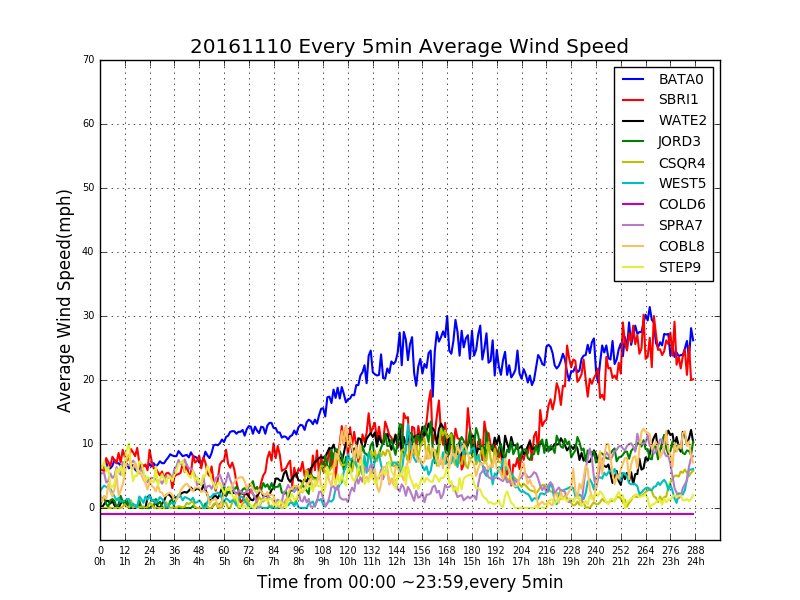 20161110 Every 5min Average Wind Speed
BATA0
SBRI1
WATE2
JORD3
CSQR4
WEST5
COLD6
SPRA7
COBL8
STEP9
Average Wind Speed(mph)
70
60
50
40
30
20
10
0
0 12 24 36 48 60 72 84 96 108 120 132 144 156 168 180 192 204 216 228 240 252 264 276 288
0h 1h 2h 3h 4h 5h 6h 7h 8h 9h 10h 11h 12h 13h 14h 15h 16h 17h 18h 19h 20h 21h 22h 23h 24h
Time from 00:00 ~23:59,every 5min